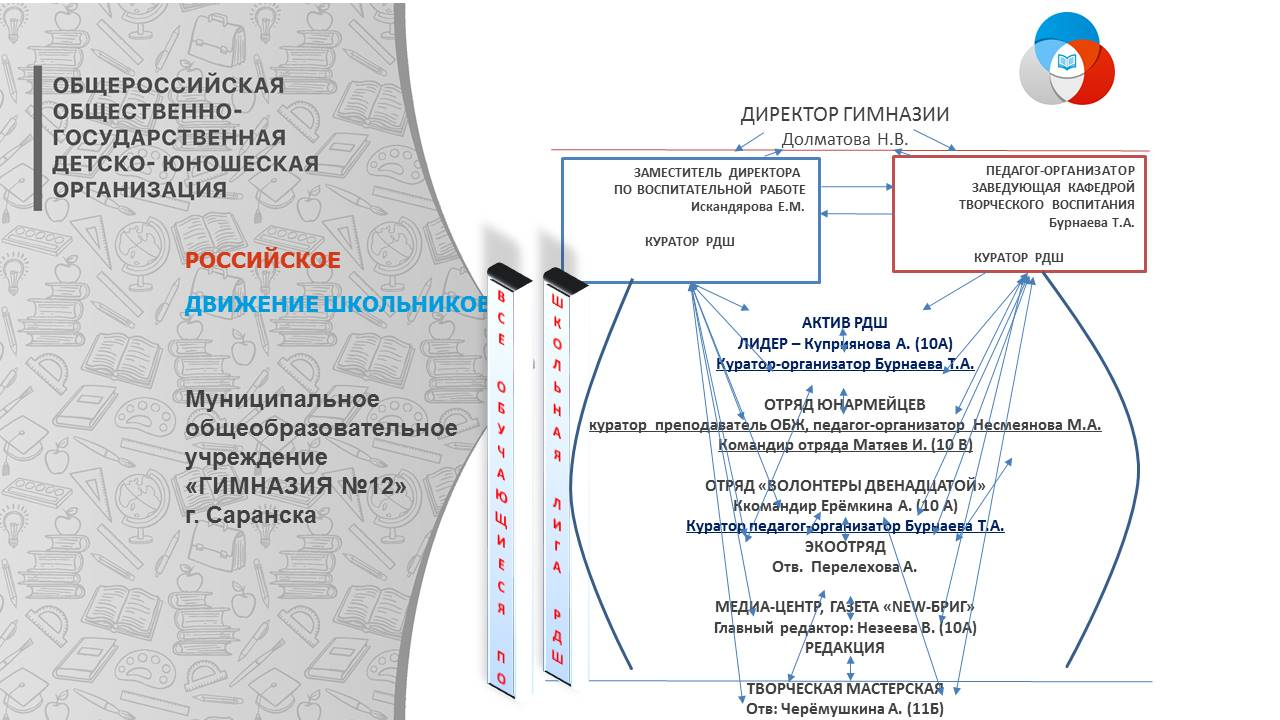 ОБЩЕРОССИЙСКАЯ
ОБЩЕСТВЕННО-
ГОСУДАРСТВЕННАЯ
ДЕТСКО- ЮНОШЕСКАЯ
ОРГАНИЗАЦИЯ
РОССИЙСКОЕ
ДВИЖЕНИЕ ШКОЛЬНИКОВ
Муниципальное
общеобразовательное
учреждение
«ГИМНАЗИЯ №12»
г. Саранска
ВСЕ ОБУЧАЮЩИЕСЯ ПО
ШКОЛЬНАЯ ЛИГА РДШ
ДИРЕКТОР ГИМНАЗИИ
Долматова Н.В.
ЗАМЕСТИТЕЛЬ ДИРЕКТОРА
ПО ВОСПИТАТЕЛЬНОЙ РАБОТЕ
Искандярова Е.М.
КУРАТОР РДШ
ПЕДАГОГ-ОРГАНИЗАТОР
ЗАВЕДУЮЩАЯ КАФЕДРОЙ
ТВОРЧЕСКОГО ВОСПИТАНИЯ
Бурнаева Т.А.
КУРАТОР РДШ
АКТИВ РДШ
ЛИДЕР – Куприянова А. (10А)
Куратор-организатор Бурнаева Т.А.
ОТРЯД ЮНАРМЕЙЦЕВ
куратор преподаватель ОБЖ, педагог-организатор Несмеянова М.А.
Командир отряда Матяев И. (10 В)
ОТРЯД «ВОЛОНТЕРЫ ДВЕНАДЦАТОЙ»
Ккомандир Ерёмкина А. (10 А)
Куратор педагог-организатор Бурнаева Т.А.
ЭКООТРЯД
Отв. Перелехова А.
МЕДИА-ЦЕНТР, ГАЗЕТА «NEW-БРИГ»
Главный редактор: Незеева В. (10А)
РЕДАКЦИЯ
ТВОРЧЕСКАЯ МАСТЕРСКАЯ
Отв: Черёмушкина А. (11Б)